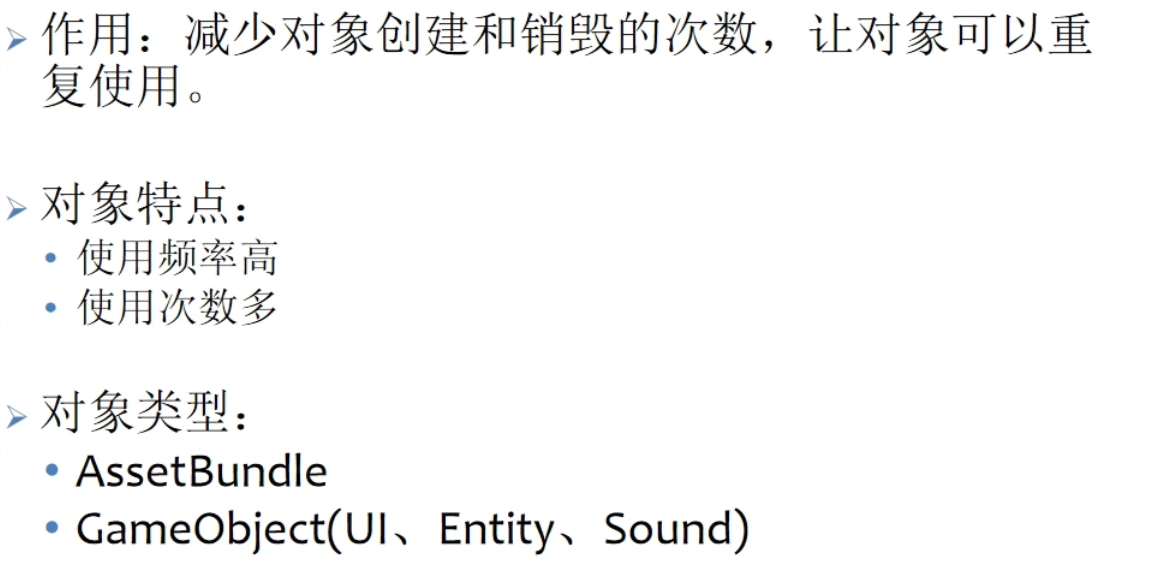 作用：减少对象创建和销毁的次数，让对象可以重
复使用。
对象特点：
使用频率高
使用次数多
对象类型：
AssetBundle
GameObject(UI、Entity、Sound)